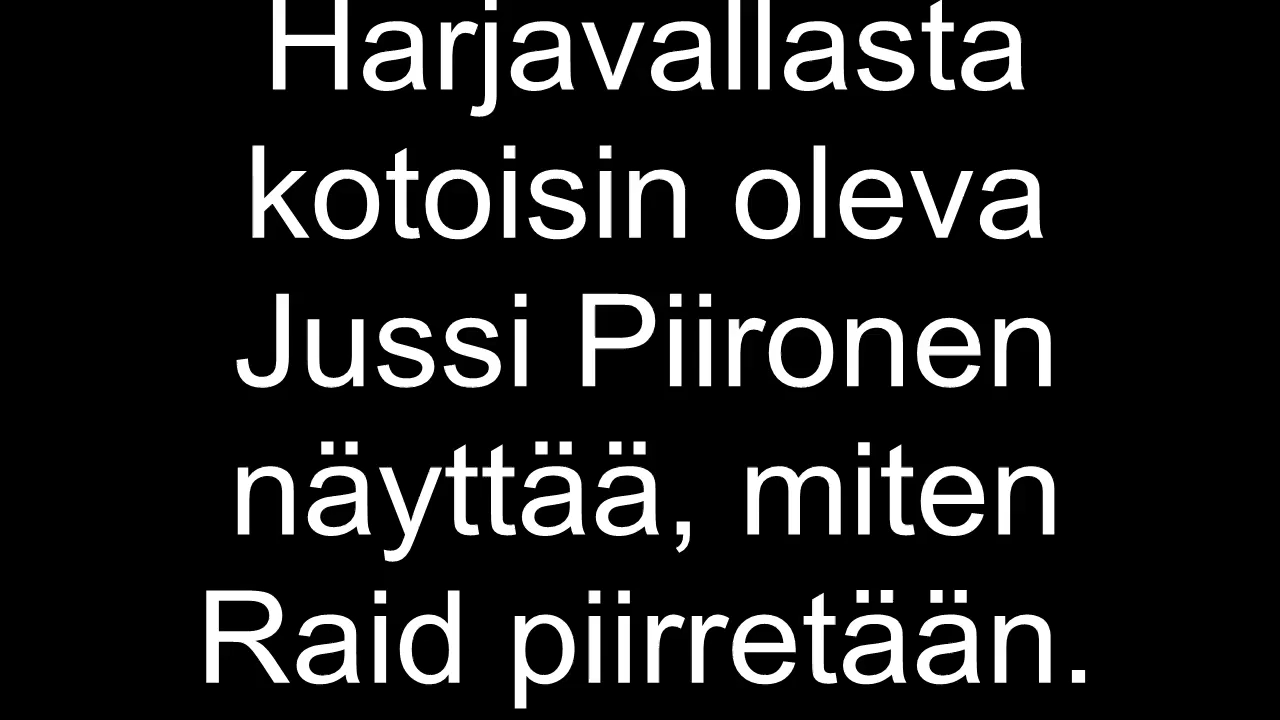 Harjavallasta
kotoisin oleva
Jussi Piironen
näyttää, miten
Raid piirretään.